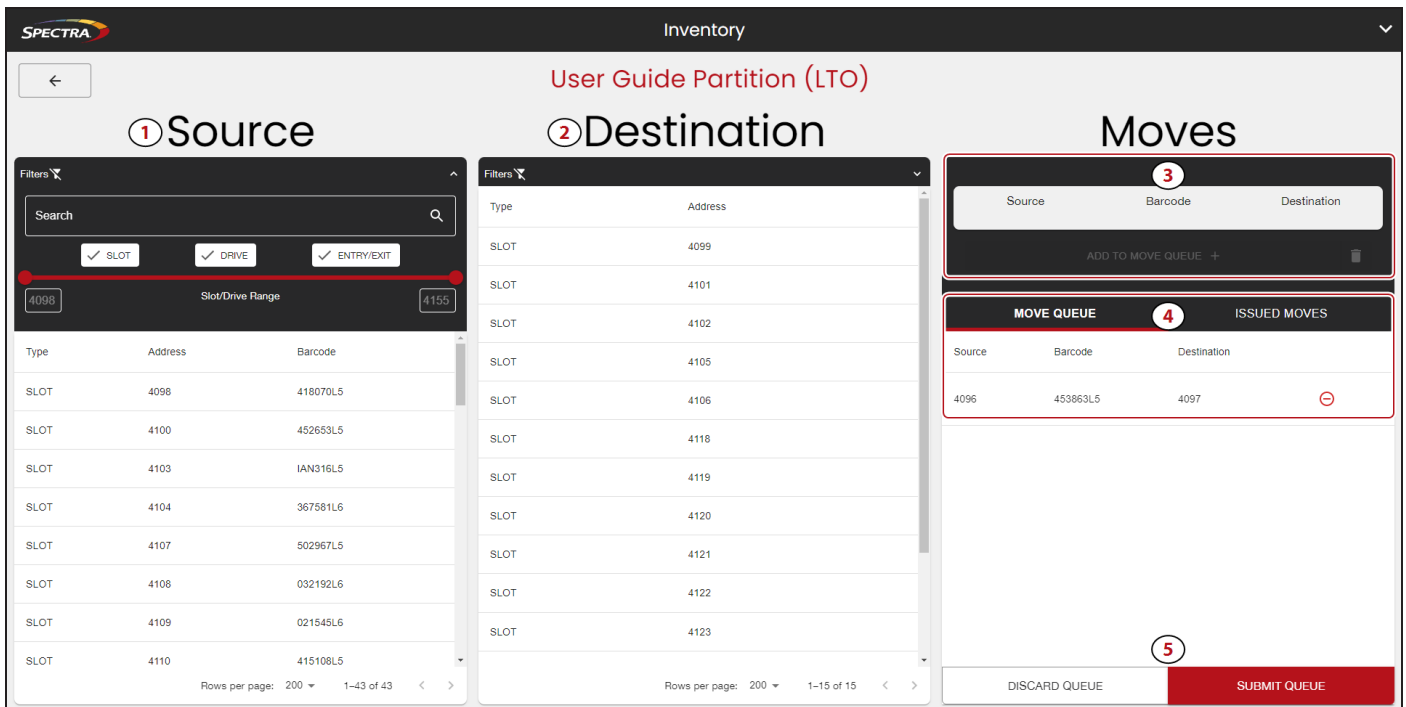 SPECTRA
Inventory
User Guide Partition (LTO)
1 Source
2 Destination
Moves
Filters
Search
SLOT DRIVE ENTRY/EXIT
4098 Slot/Drive Range 4155
Type Address Barcode
SLOT 4098 418070L5
SLOT 4100 452653L5
SLOT 4103 IAN316L5
SLOT 4104 367581L6
SLOT 4107 502967L5
SLOT 4108 032192L6
SLOT 4109 021545L6
SLOT 4110 415108L5
Rows per page: 200 1–43 of 43
Filters
Type Address
SLOT 4099
SLOT 4101
SLOT 4102
SLOT 4105
SLOT 4106
SLOT 4118
SLOT 4119
SLOT 4120
SLOT 4121
SLOT 4122
SLOT 4123
Rows per page: 200 1–15 of 15
3
Source Barcode Destination
ADD TO MOVE QUEUE +
MOVE QUEUE 4 ISSUED MOVES
Source Barcode Destination
4096 453863L5 4097
5
DISCARD QUEUE SUBMIT QUEUE